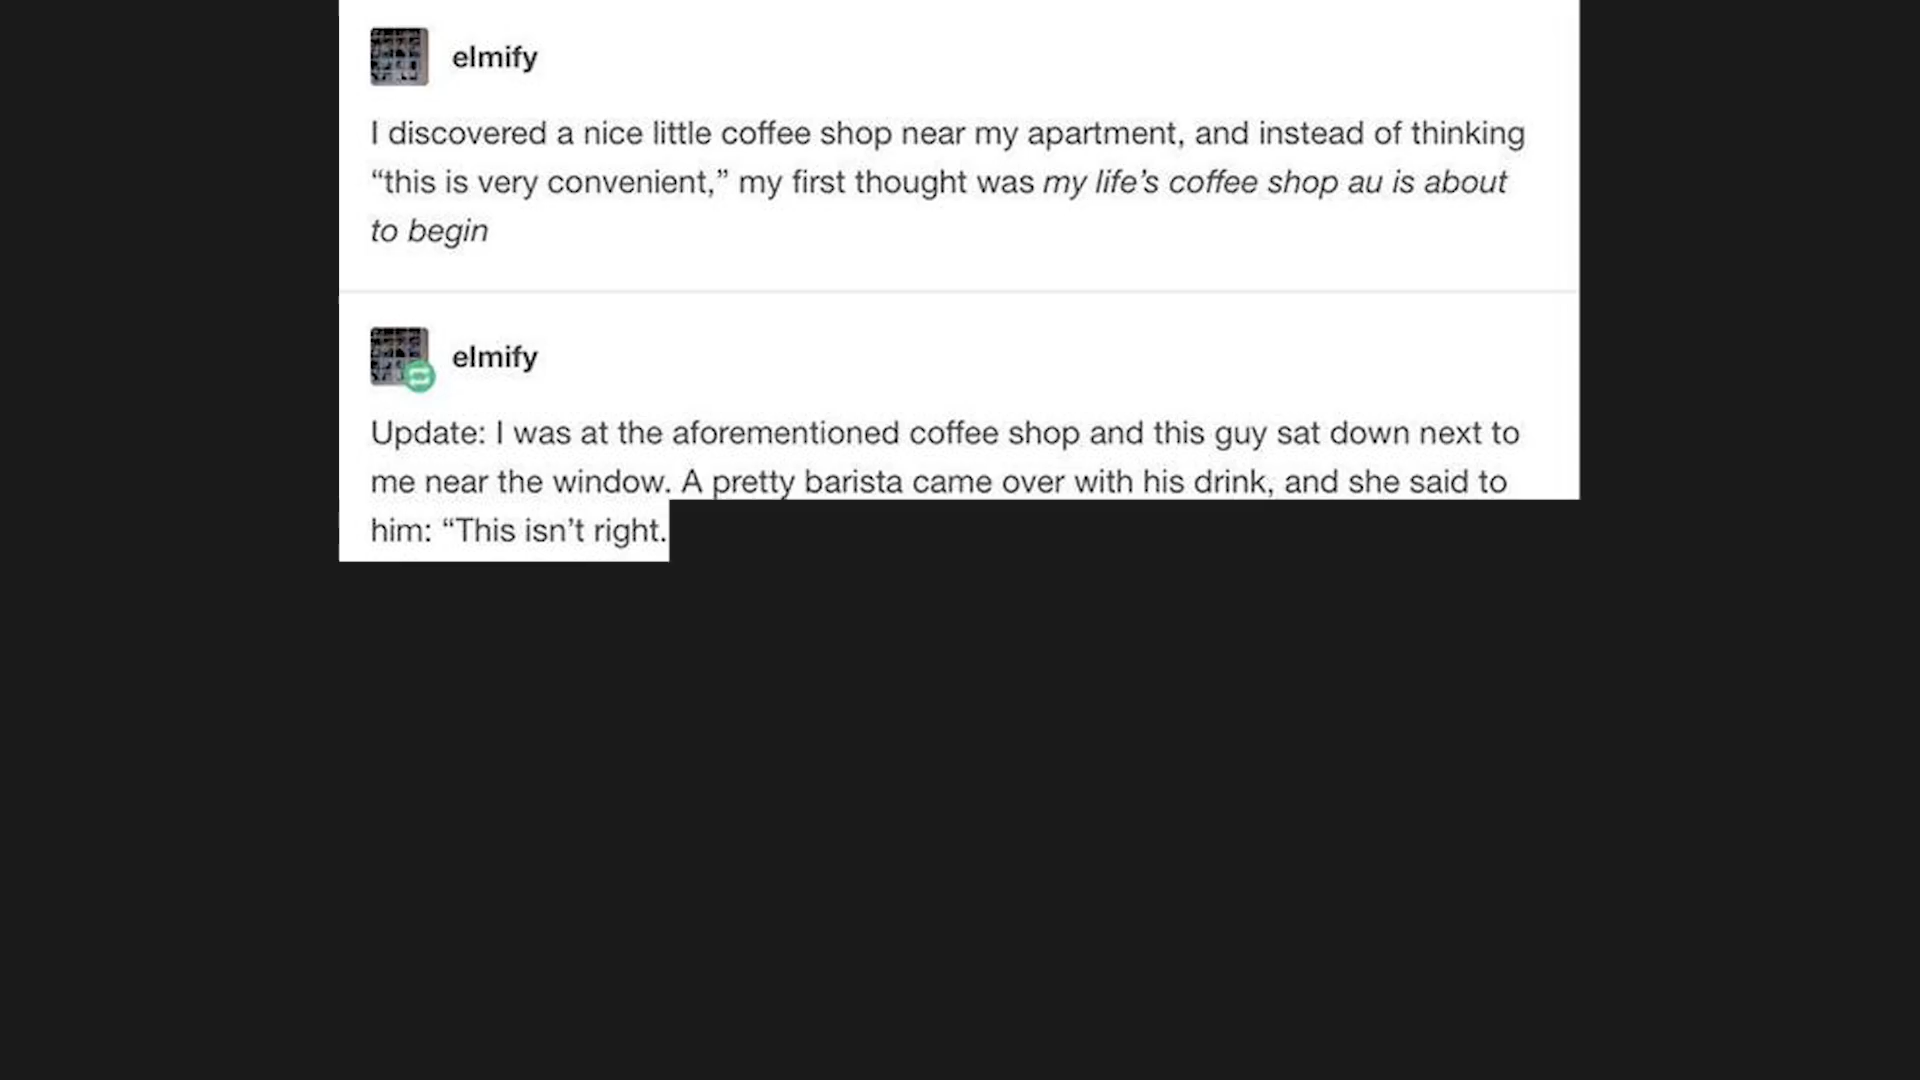 elmify
I discovered a nice little coffee shop near my apartment, and instead of thinking
“this is very convenient,” my first thought was my life’s coffee shop au is about
to begin
elmify
Update: I was at the aforementioned coffee shop and this guy sat down next to
me near the window. A pretty barista came over with his drink, and she said to
him: “This isn’t right.